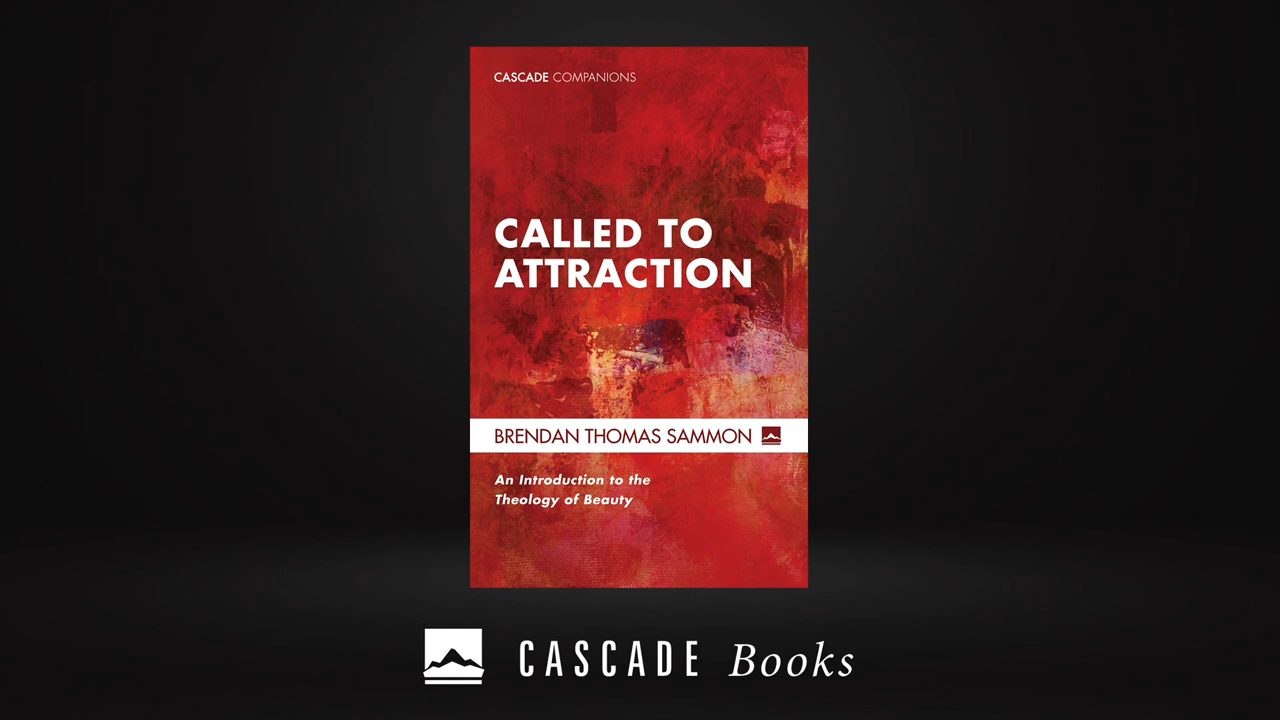 CASCADE COMPANIONS
CALLED TO
ATTRACTION
BRENDAN THOMAS SAMMON
An Introduction to the
Theology of Beauty
CASCADE Books